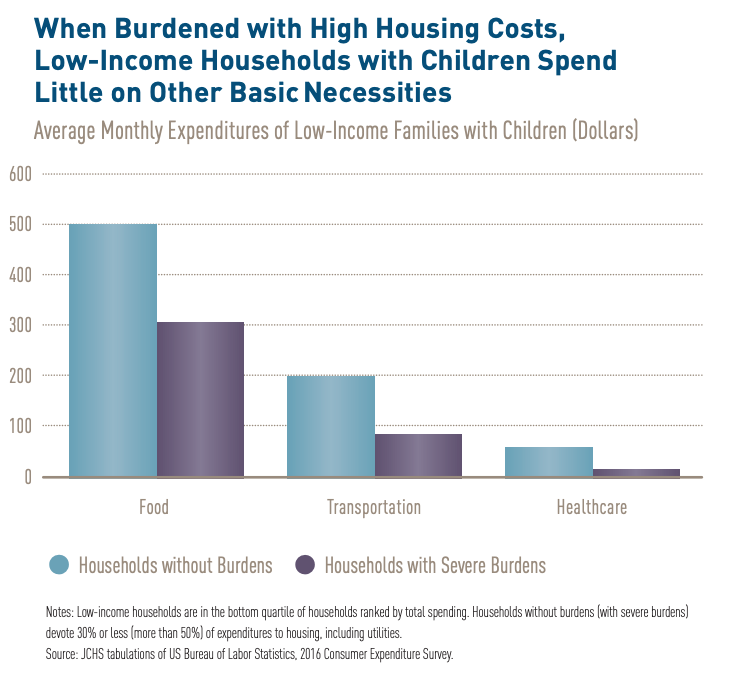 When Burdened with High Housing Costs,
Low-Income Households with Children Spend
Little on Other Basic Necessities
Average Monthly Expenditures of Low-Income Families with Children (Dollars)
600
500
400
300
200
100
0
Food
Transportation
Healthcare
Households without Burdens
Households with Severe Burdens
Notes: Low-income households are in the bottom quartile of households ranked by total spending. Households without burdens (with severe burdens)
devote 30% or less (more than 50%) of expenditures to housing, including utilities.
Source: JCHS tabulations of US Bureau of Labor Statistics, 2016 Consumer Expenditure Survey.